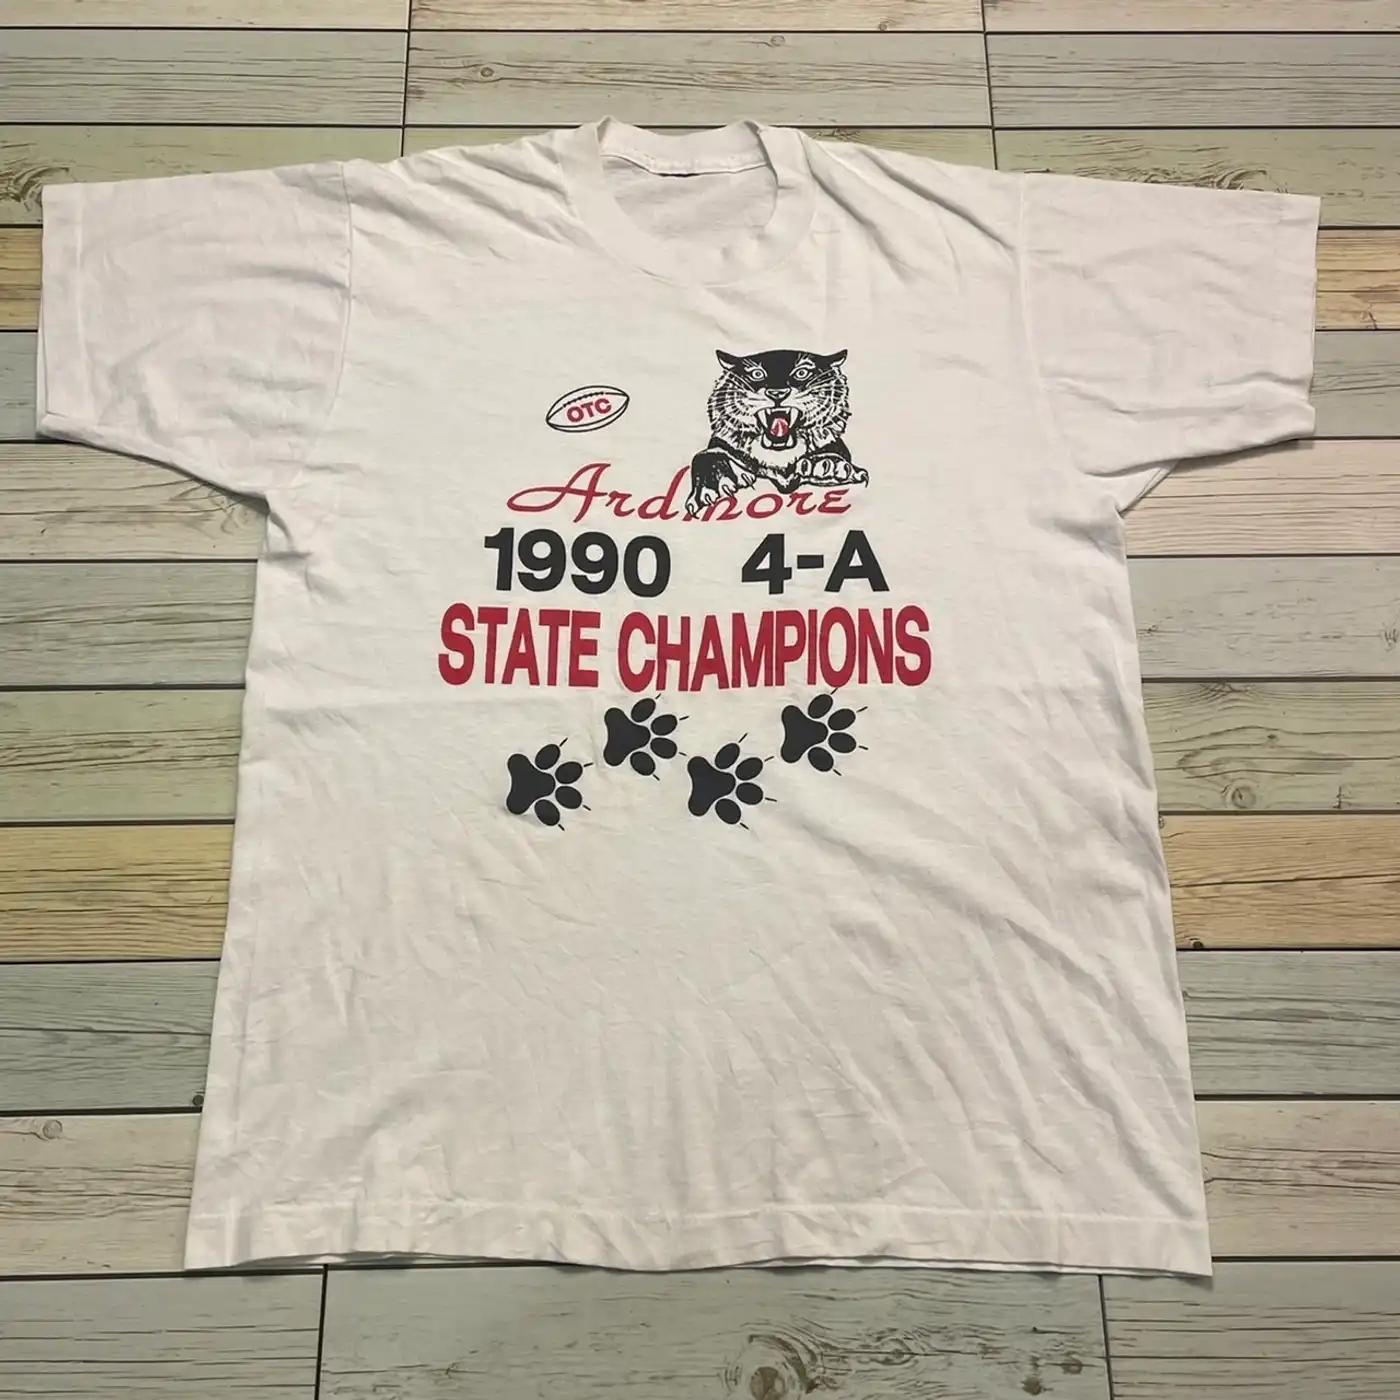 OTC
Ardmore
1990 4-A
STATE CHAMPIONS